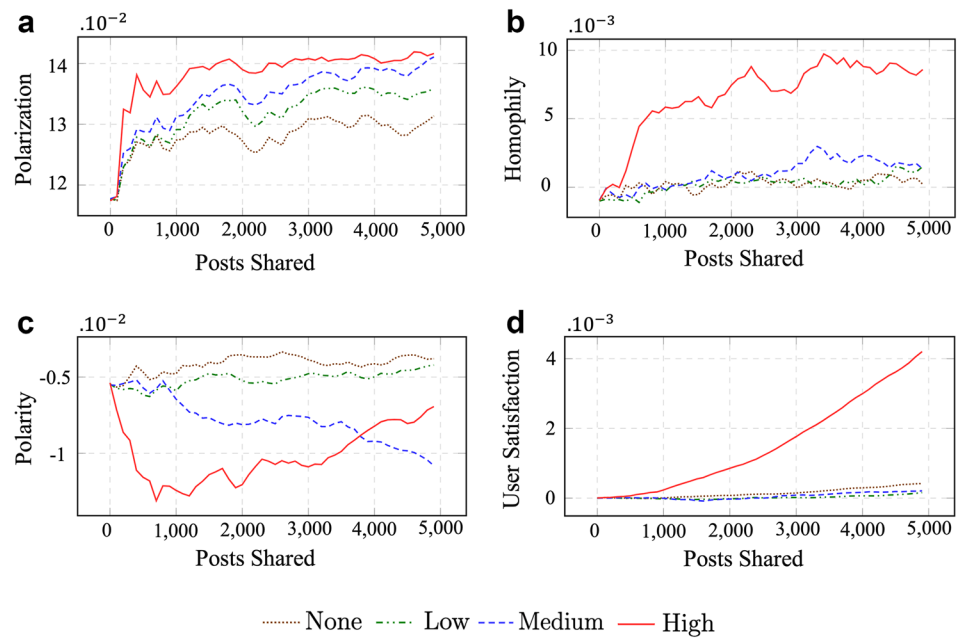 a
.10⁻²
14
13
12
Polarization
0 1,000 2,000 3,000 4,000 5,000
Posts Shared
b
.10⁻³
10
5
0
Homophily
0 1,000 2,000 3,000 4,000 5,000
Posts Shared
c
.10⁻²
-0.5
-1
Polarity
0 1,000 2,000 3,000 4,000 5,000
Posts Shared
d
.10⁻³
4
2
0
User Satisfaction
0 1,000 2,000 3,000 4,000 5,000
Posts Shared
None Low Medium High